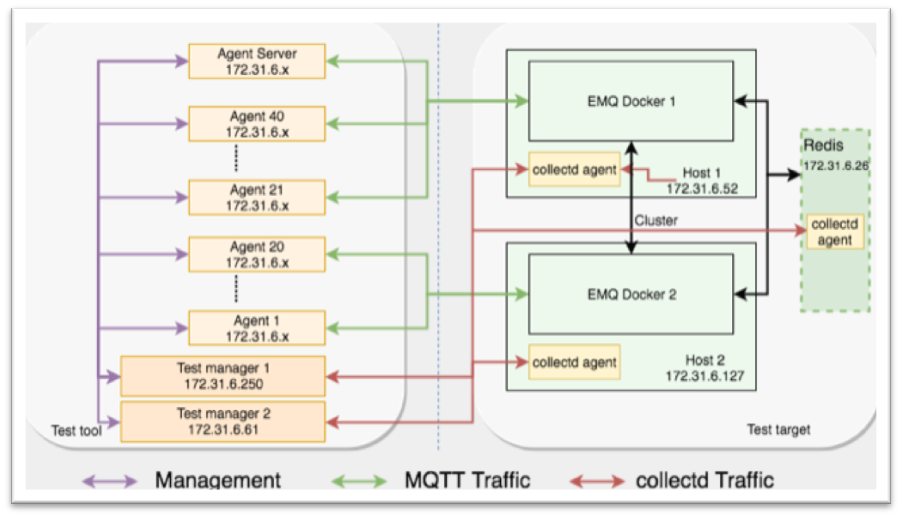 Agent Server
172.31.6.x
Agent 40
172.31.6.x
Agent 21
172.31.6.x
Agent 20
172.31.6.x
Agent 1
172.31.6.x
Test manager 1
172.31.6.250
Test manager 2
172.31.6.61
Test tool
EMQ Docker 1
collectd agent
Host 1
172.31.6.52
Cluster
EMQ Docker 2
collectd agent
Host 2
172.31.6.127
Redis
172.31.6.26
collectd
agent
Test target
Management
MQTT Traffic
collectd Traffic